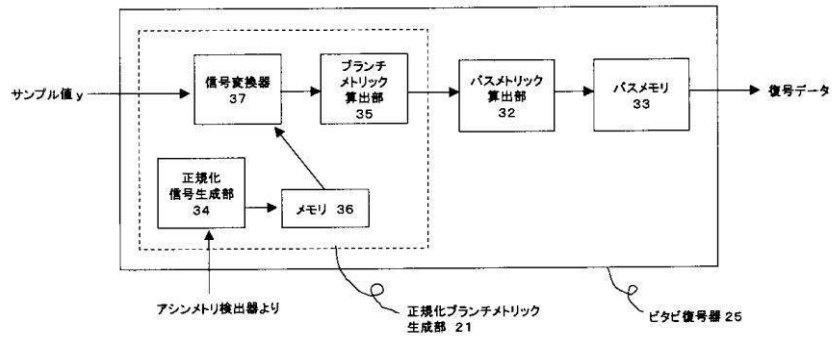 サンプル値 y
信号変換器
37
ブランチ
メトリック
算出部
35
パスメトリック
算出部
32
パスメモリ
33
復号データ
正規化
信号生成部
34
メモリ 36
アシンメトリ検出器より
正規化ブランチメトリック
生成部 21
ビタビ復号器 25